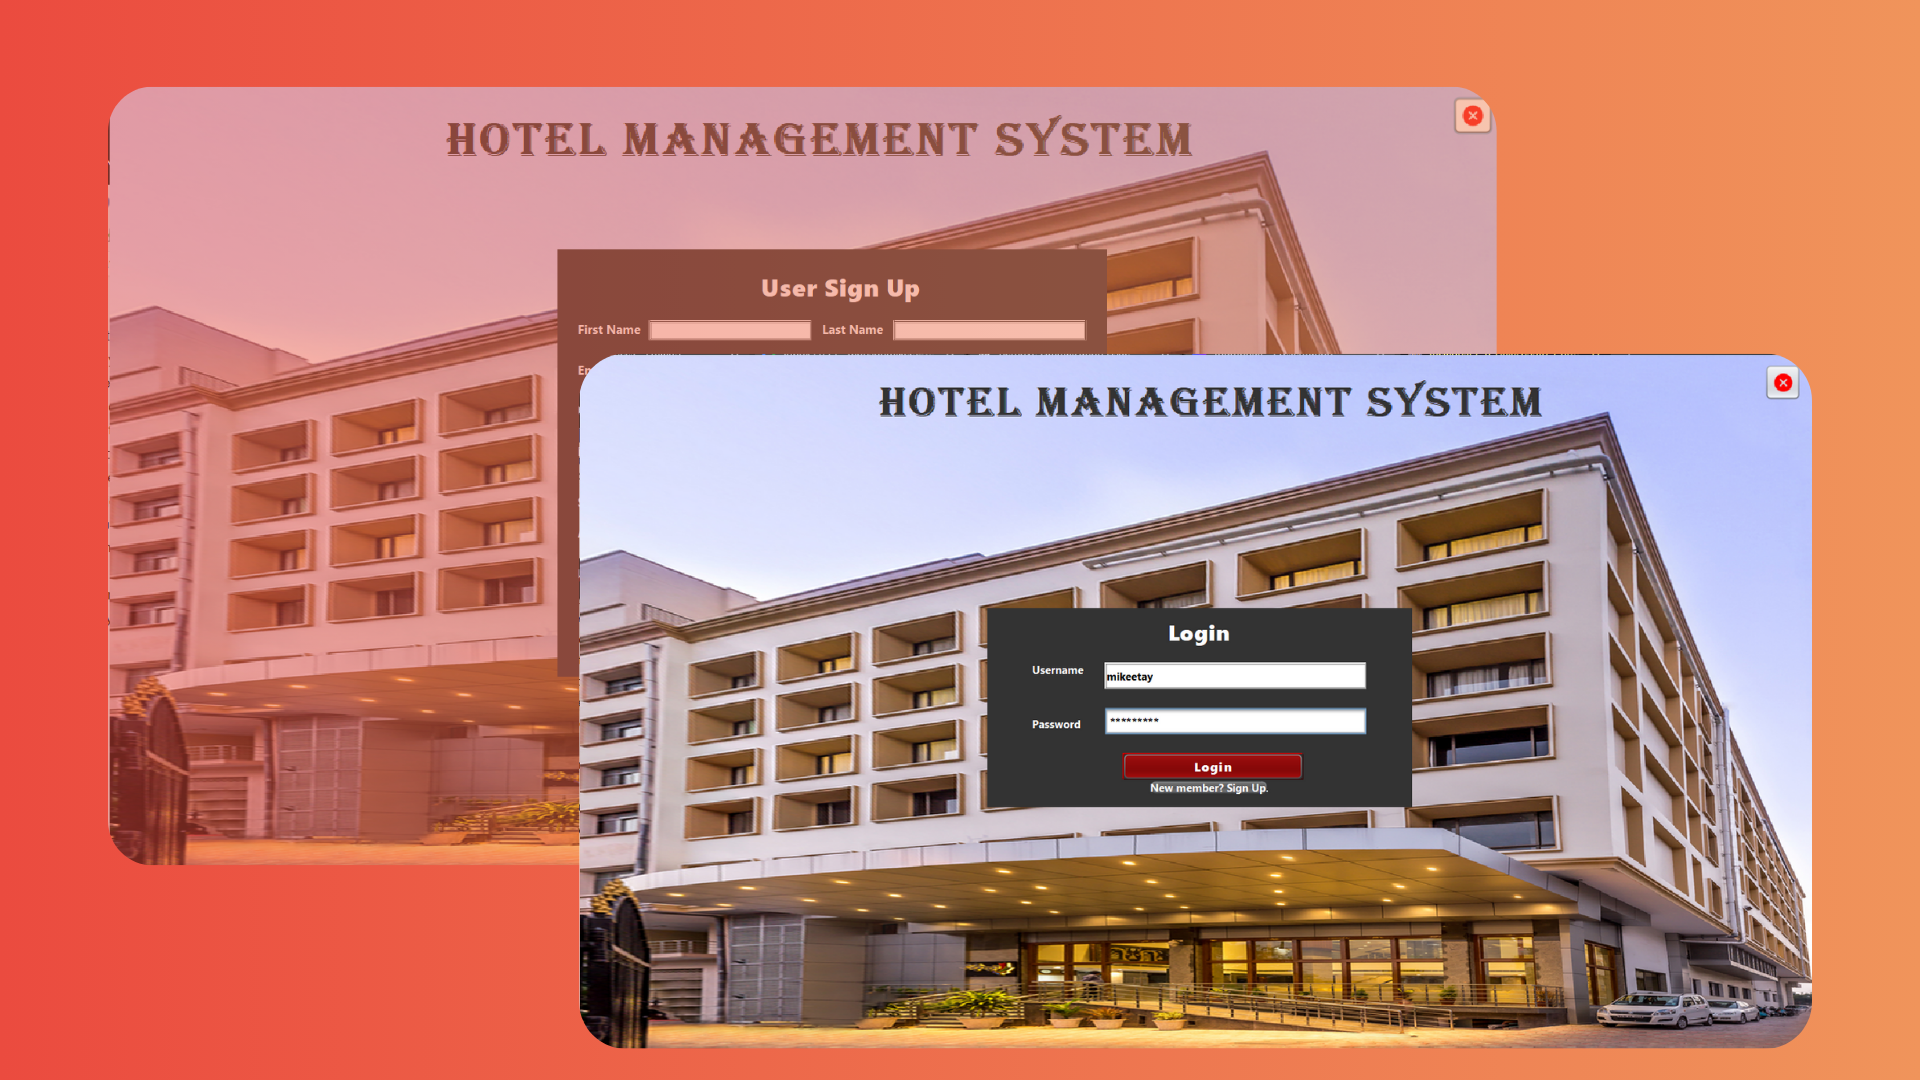 HOTEL MANAGEMENT SYSTEM
User Sign Up
First Name Last Name
HOTEL MANAGEMENT SYSTEM
Login
Username mikeetay
Password *********
Login
New member? Sign Up.